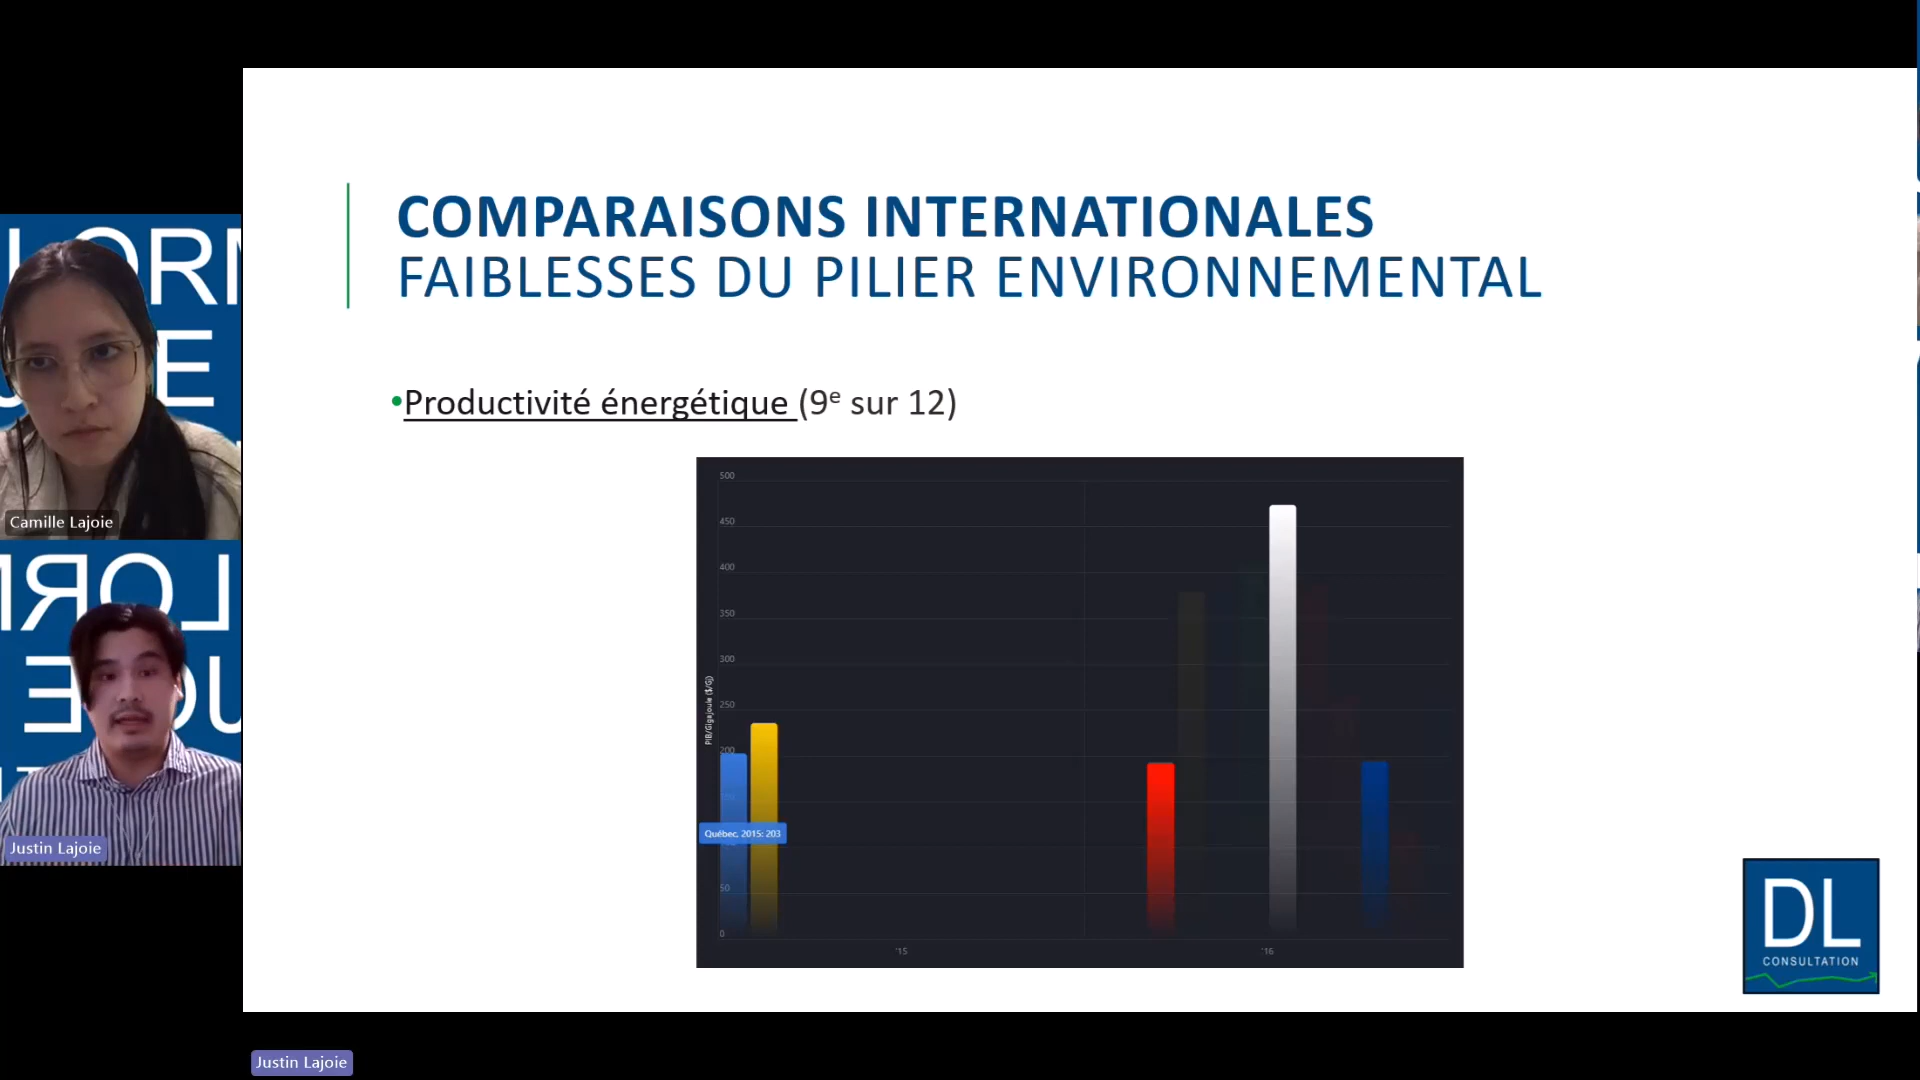 COMPARAISONS INTERNATIONALES
FAIBLESSES DU PILIER ENVIRONNEMENTAL
•Productivité énergétique (9e sur 12)
500
450
400
350
300
250
200
50
0
PIB/Gigajoule ($/Gj)
Québec, 2015: 203
'15
'16
DL
CONSULTATION
Camille Lajoie
Justin Lajoie
Justin Lajoie